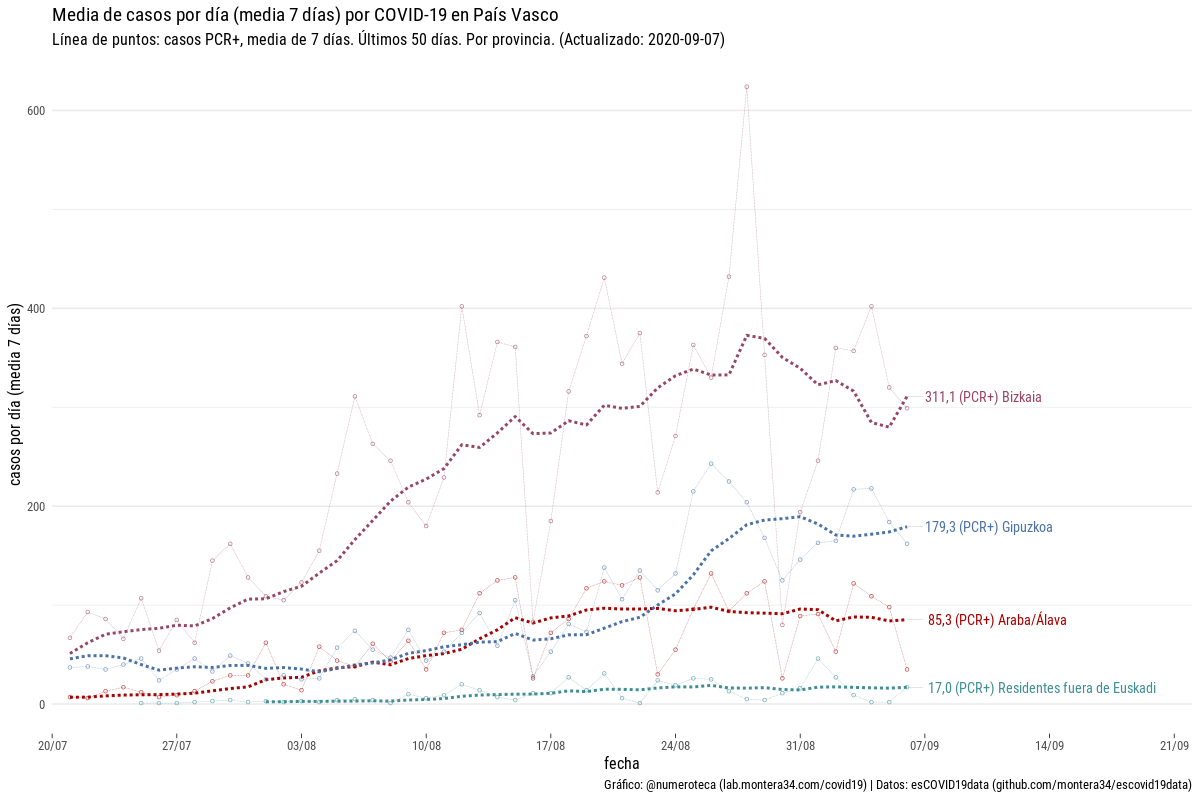 Media de casos por día (media 7 días) por COVID-19 en País Vasco
Línea de puntos: casos PCR+, media de 7 días. Últimos 50 días. Por provincia. (Actualizado: 2020-09-07)
casos por día (media 7 días)
600
400
200
0
311,1 (PCR+) Bizkaia
179,3 (PCR+) Gipuzkoa
85,3 (PCR+) Araba/Álava
17,0 (PCR+) Residentes fuera de Euskadi
20/07 27/07 03/08 10/08 17/08 24/08 31/08 07/09 14/09 21/09
fecha
Gráfico: @numeroteca (lab.montera34.com/covid19) | Datos: esCOVID19data (github.com/montera34/escovid19data)